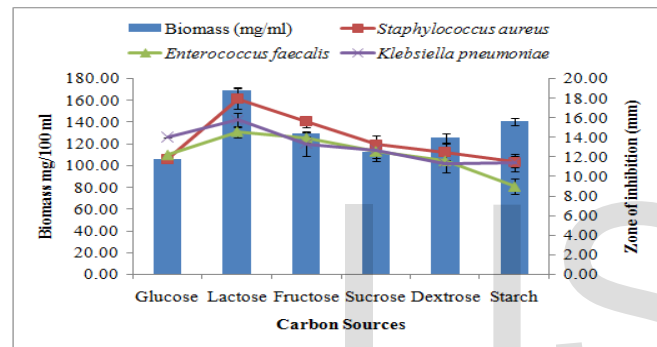 Biomass (mg/ml) Staphylococcus aureus
Enterococcus faecalis Klebsiella pneumoniae
180.00 20.00
160.00 18.00
140.00 16.00
120.00 14.00
100.00 12.00
80.00 10.00
60.00 8.00
40.00 6.00
20.00 4.00
0.00 2.00
0.00
Biomass mg/100 ml
Zone of inhibition (mm)
Glucose Lactose Fructose Sucrose Dextrose Starch
Carbon Sources